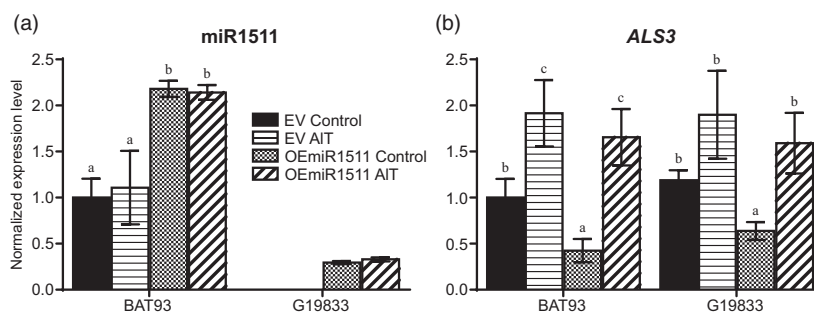 (a)
miR1511
Normalized expression level
2.5
2.0
1.5
1.0
0.5
0.0
a
a
b
b
EV Control
EV AlT
OEmiR1511 Control
OEmiR1511 AlT
BAT93
G19833
(b)
ALS3
2.5
2.0
1.5
1.0
0.5
0.0
b
c
a
c
b
b
a
b
BAT93
G19833